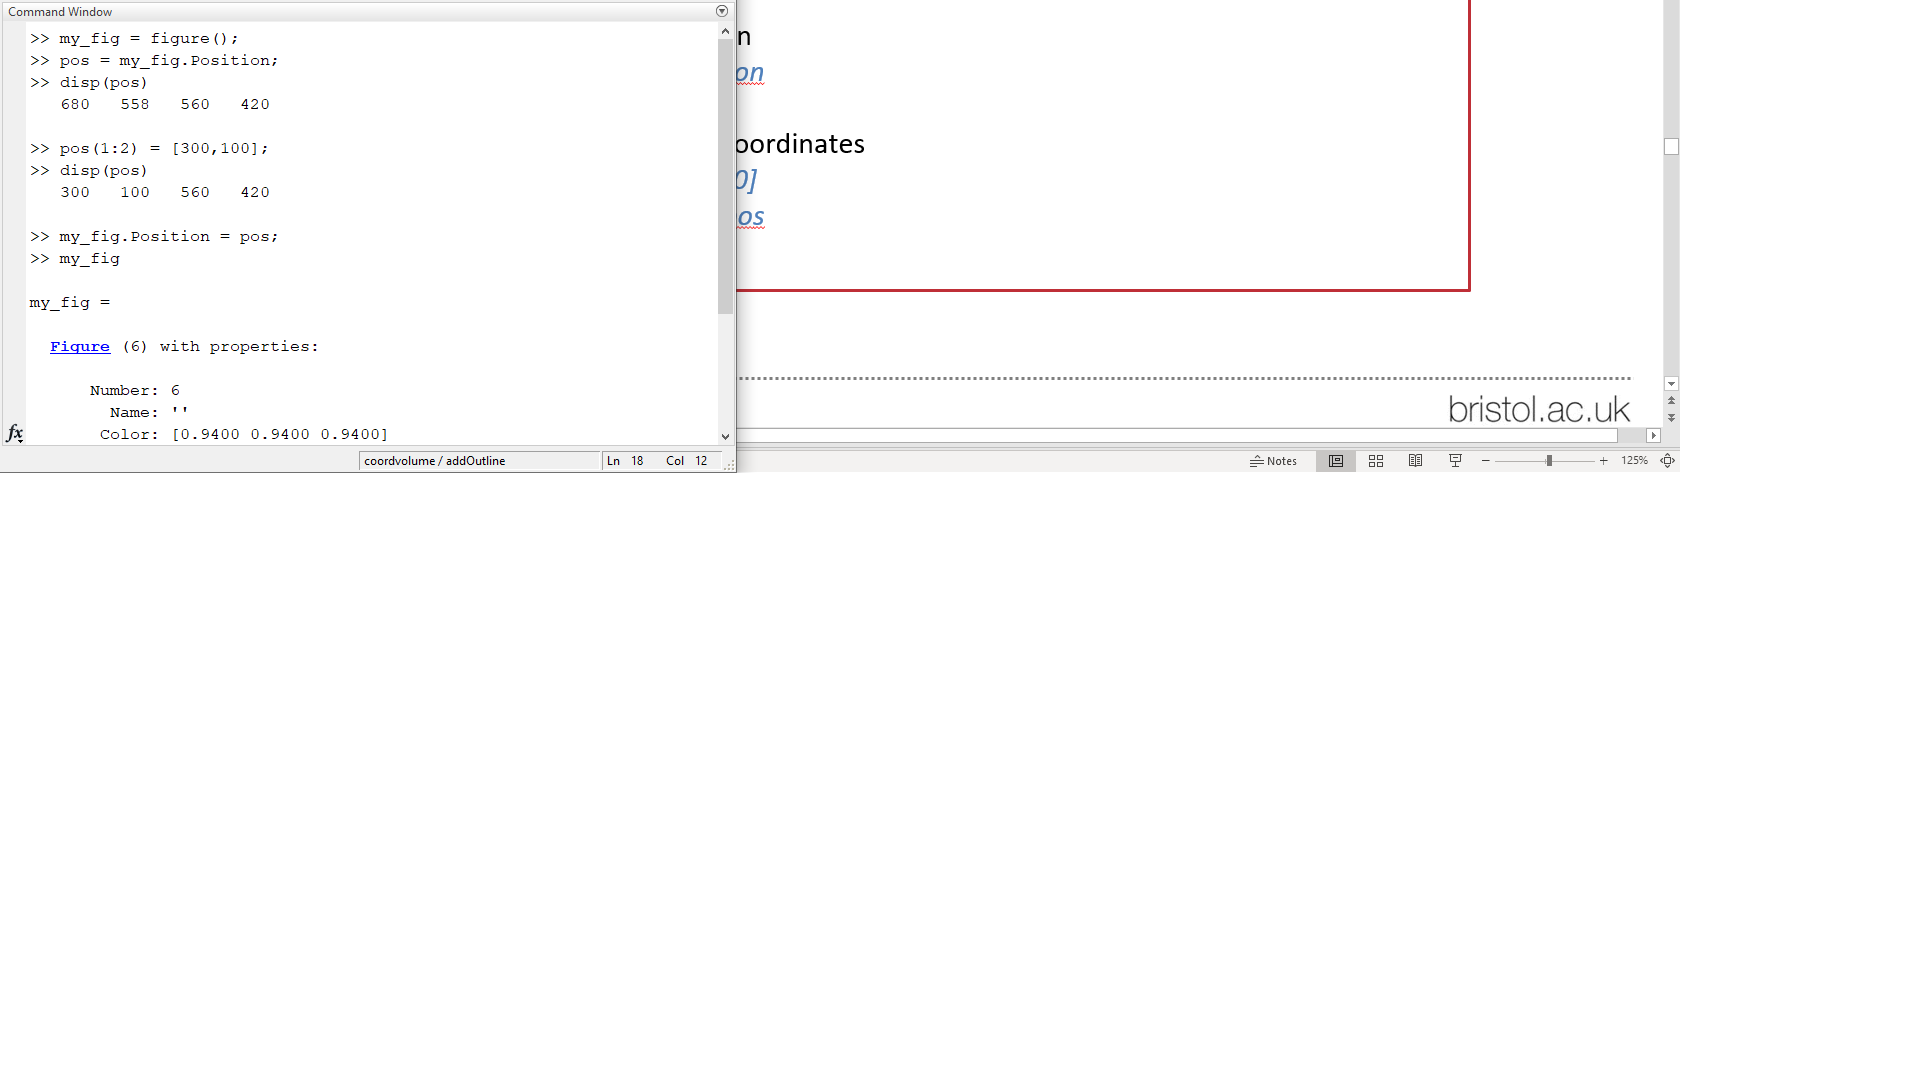 Command Window
>> my_fig = figure();
>> pos = my_fig.Position;
>> disp(pos)
680 558 560 420
>> pos(1:2) = [300,100];
>> disp(pos)
300 100 560 420
>> my_fig.Position = pos;
>> my_fig
my_fig =
Figure (6) with properties:
Number: 6
Name: ''
Color: [0.9400 0.9400 0.9400]
fx
coordvolume / addOutline
Ln 18 Col 12
n
on
oordinates
0]
os
bristol.ac.uk
Notes
125%